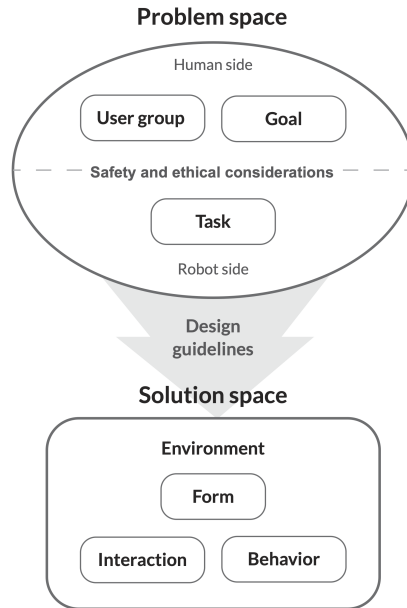 Problem space
Human side
User group
Goal
Safety and ethical considerations
Task
Robot side
Design
guidelines
Solution space
Environment
Form
Interaction
Behavior